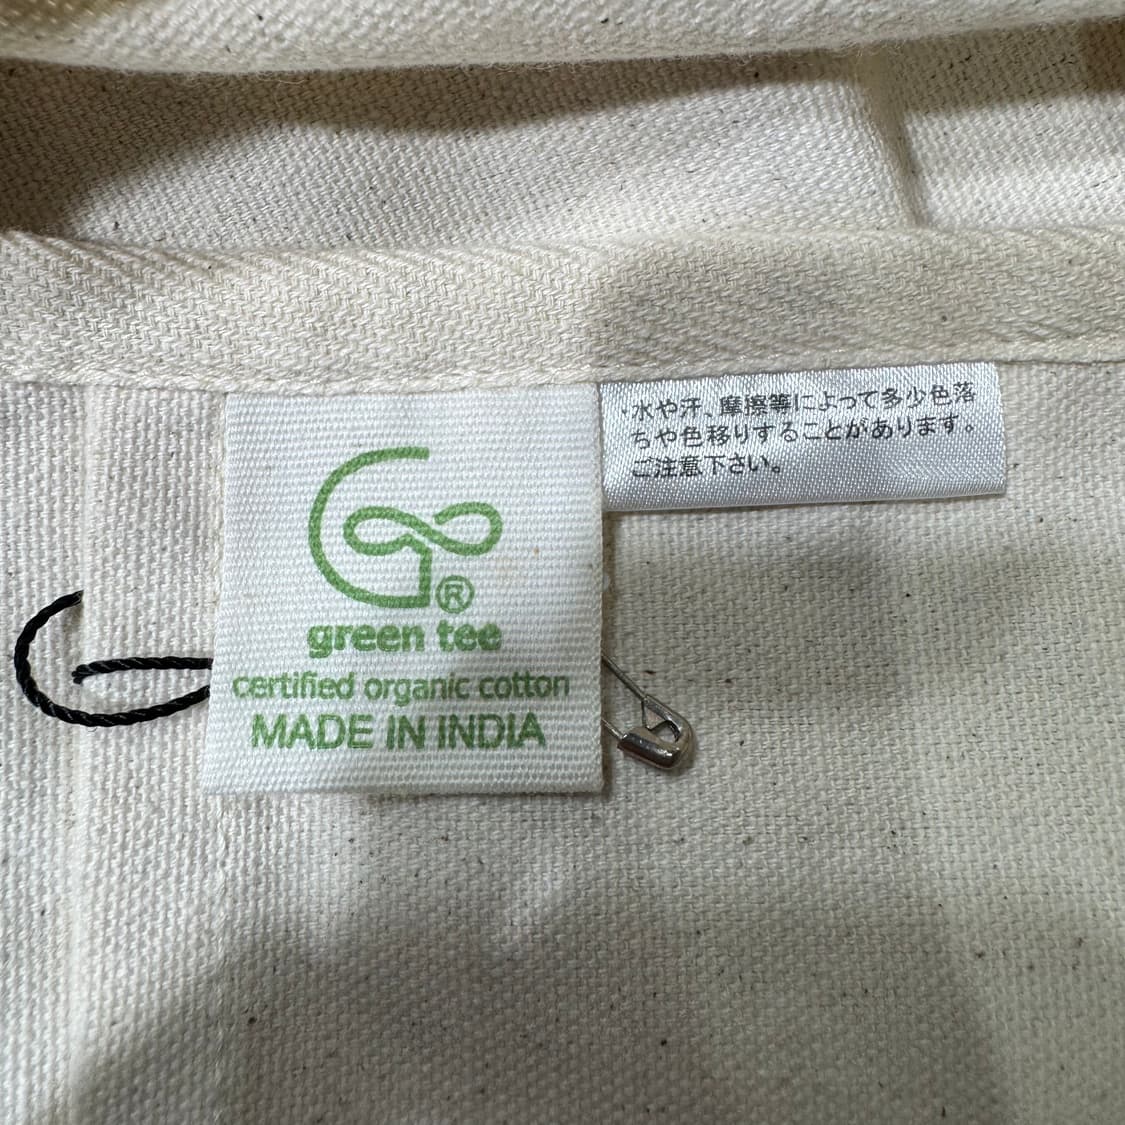 ®
green tee
certified organic cotton
MADE IN INDIA
・水や汗、摩擦等によって多少色落
ちや色移りすることがあります。
ご注意下さい。